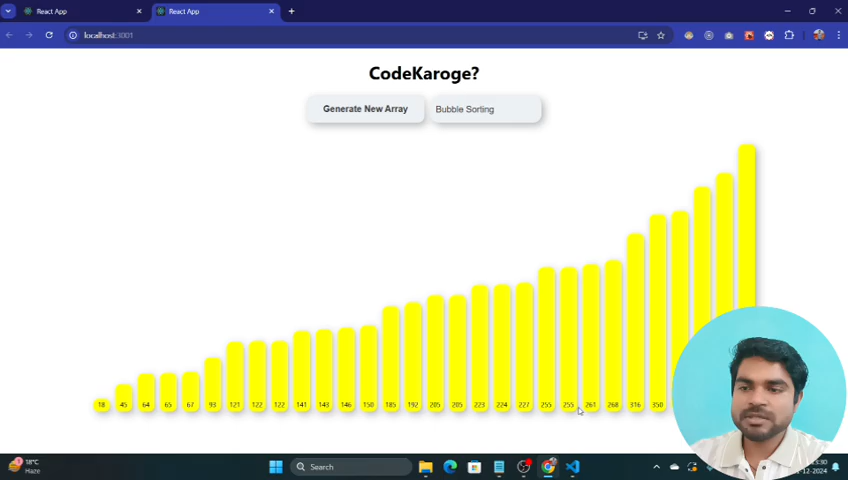 React App
React App
localhost:3001
CodeKaroge?
Generate New Array
Bubble Sorting
18 45 64 65 67 93 121 122 122 141 143 146 150 185 192 205 205 223 224 227 255 255 261 268 316 350
18°C
Haze
Search